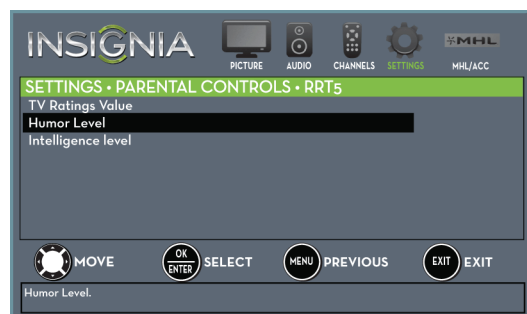 INSIGNIA
PICTURE AUDIO CHANNELS SETTINGS MHL MHL/ACC
SETTINGS • PARENTAL CONTROLS • RRT5
TV Ratings Value
Humor Level
Intelligence level
MOVE OK ENTER SELECT MENU PREVIOUS EXIT EXIT
Humor Level.